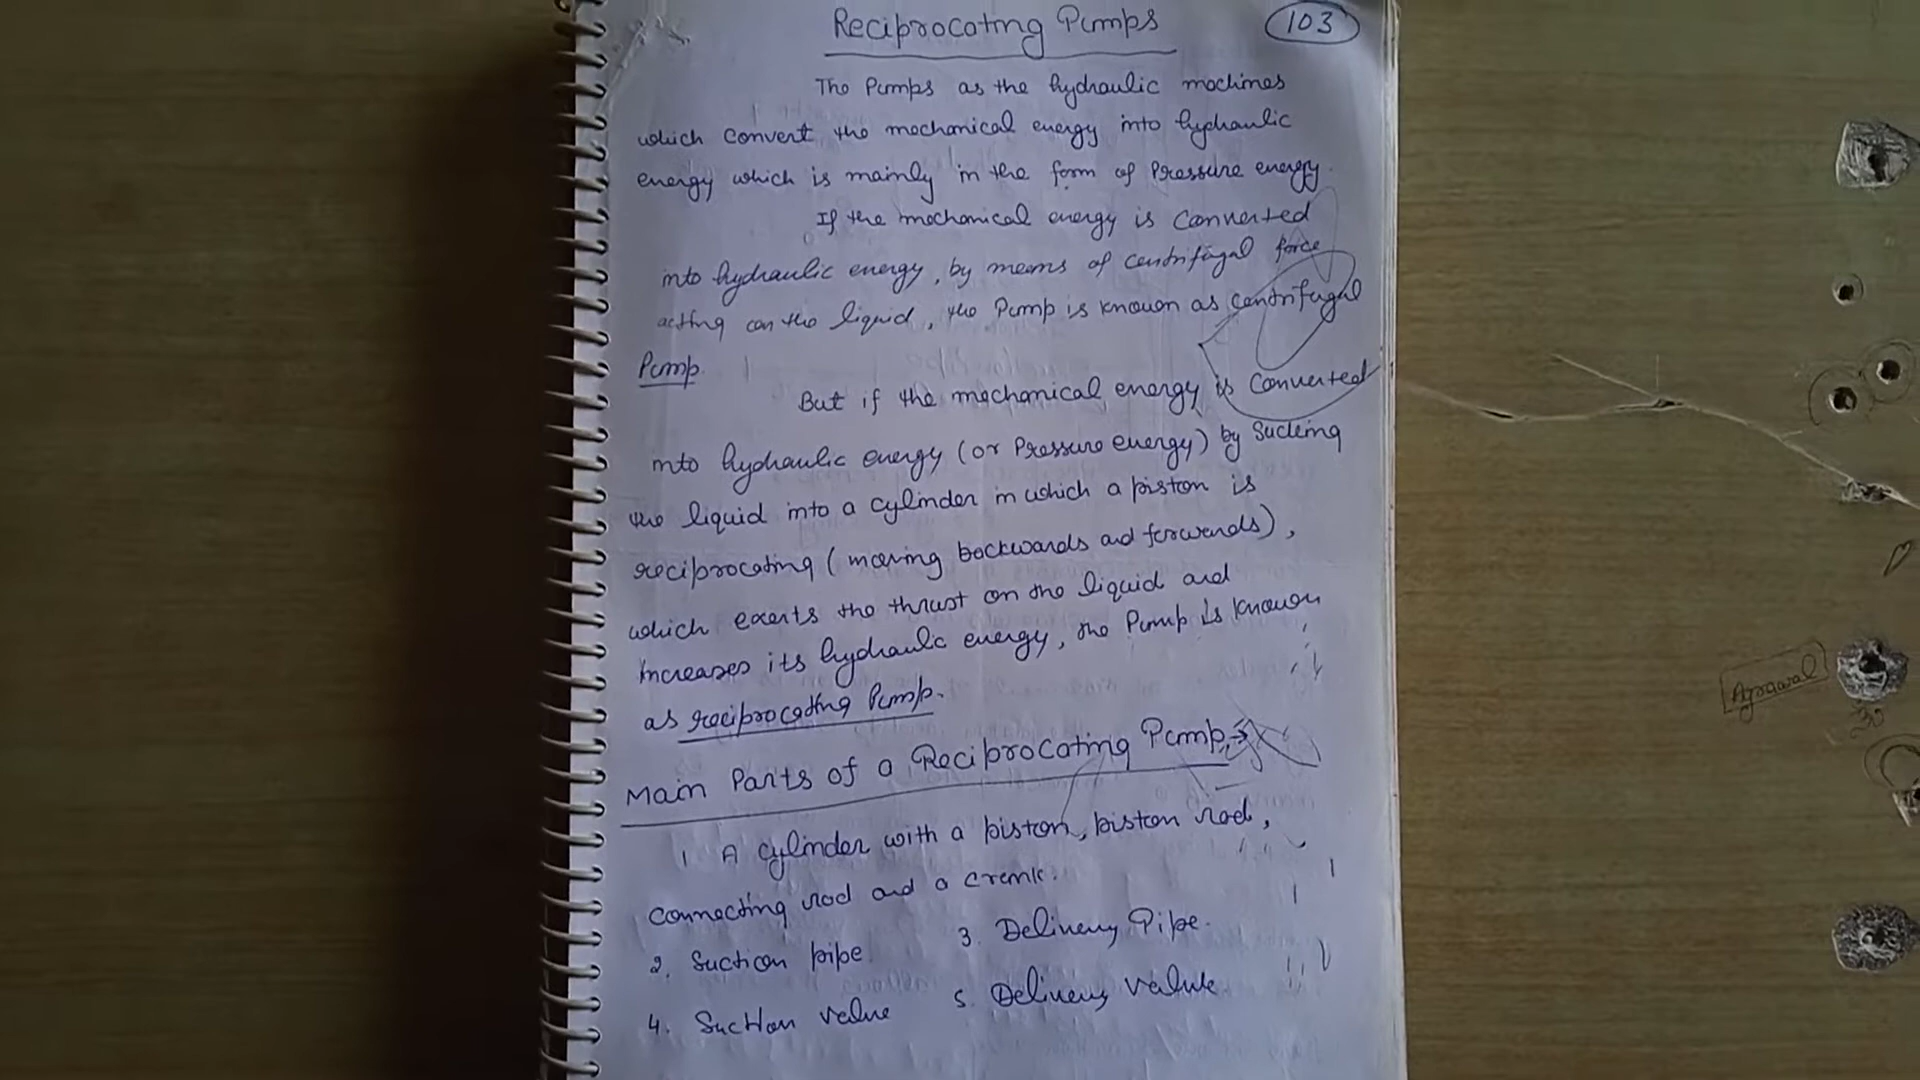 Reciprocating Pumps
103
The Pumps as the hydraulic machines
which convert the mechanical energy into hydraulic
energy which is mainly in the form of Pressure energy.
If the mechanical energy is converted
into hydraulic energy, by means of centrifugal force
acting on the liquid, the Pump is known as centrifugal
Pump.
But if the mechanical energy is converted
into hydraulic energy (or Pressure energy) by sucking
the liquid into a cylinder in which a piston is
reciprocating (moving backwards and forwards),
which exerts the thrust on the liquid and
increases its hydraulic energy, the Pump is known
as reciprocating Pump.
Main Parts of a Reciprocating Pump→
1 A cylinder with a piston, piston rod,
connecting rod and a crank.
2. Suction pipe 3. Delivery Pipe.
4. Suction valve 5. Delivery valve
Agrawal